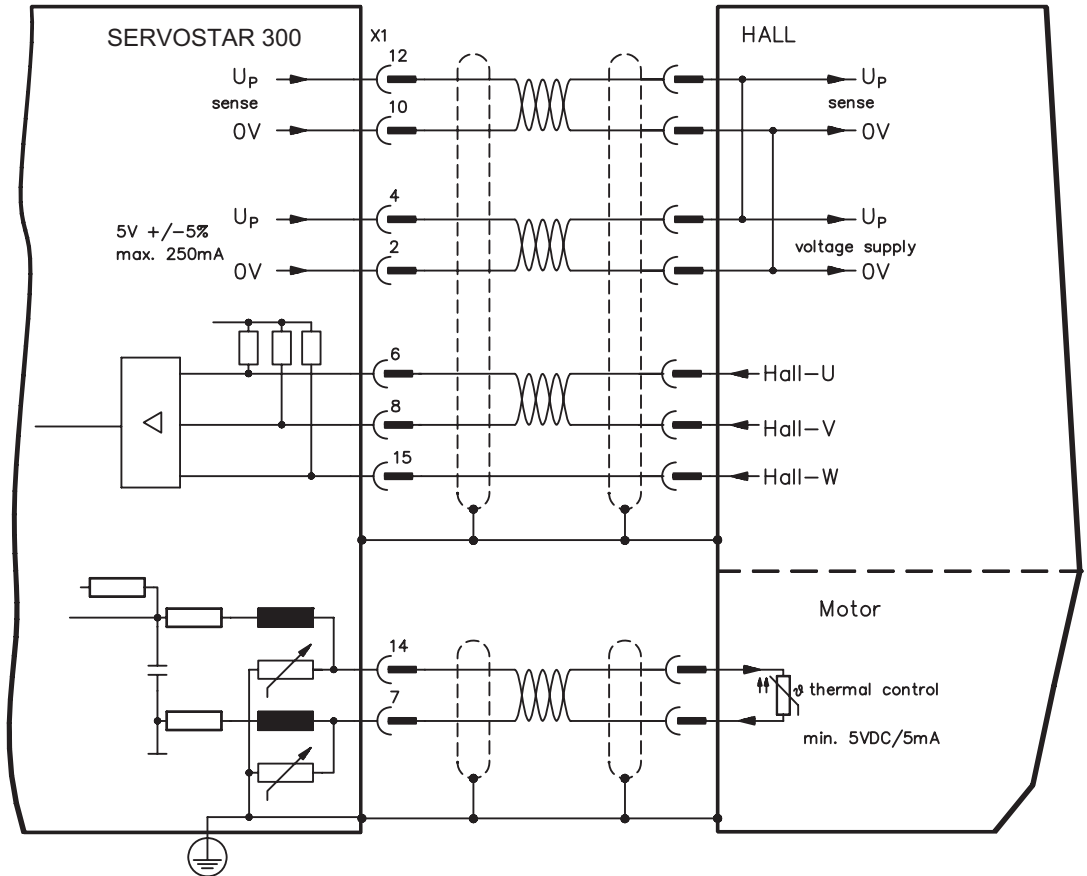 SERVOSTAR 300
X1
HALL
12
UP
UP
sense
sense
10
0V
0V
4
UP
UP
5V +/–5%
max. 250mA
voltage supply
2
0V
0V
6
Hall–U
8
Hall–V
15
Hall–W
Motor
14
ϑ thermal control
7
min. 5VDC/5mA